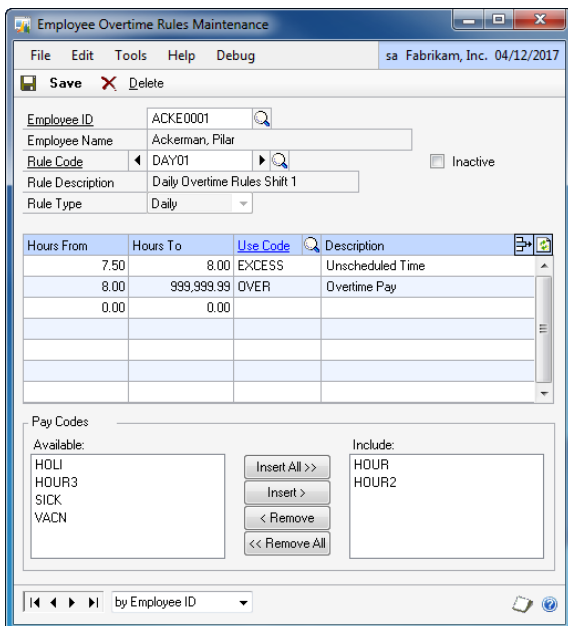 Employee Overtime Rules Maintenance
File Edit Tools Help Debug sa Fabrikam, Inc. 04/12/2017
Save Delete
Employee ID ACKE0001
Employee Name Ackerman, Pilar
Rule Code DAY01 Inactive
Rule Description Daily Overtime Rules Shift 1
Rule Type Daily
Hours From Hours To Use Code Description
7.50 8.00 EXCESS Unscheduled Time
8.00 999,999.99 OVER Overtime Pay
0.00 0.00
Pay Codes
Available: Include:
HOLI Insert All >> HOUR
HOUR3 Insert > HOUR2
SICK < Remove
VACN << Remove All
by Employee ID